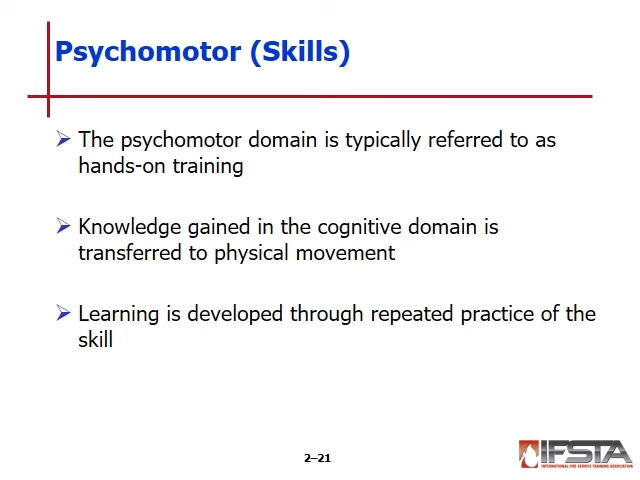 Psychomotor (Skills)
The psychomotor domain is typically referred to as
hands-on training
Knowledge gained in the cognitive domain is
transferred to physical movement
Learning is developed through repeated practice of the
skill
2–21
IFSTA
INTERNATIONAL FIRE SERVICE TRAINING ASSOCIATION